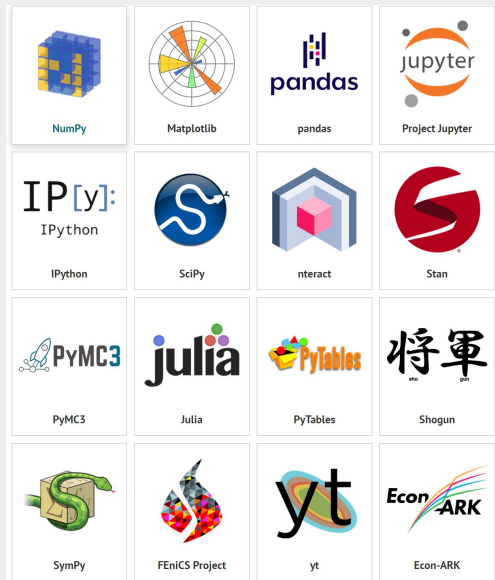 NumPy
Matplotlib
pandas
pandas
jupyter
Project Jupyter
IP[y]:
IPython
IPython
SciPy
nteract
Stan
PyMC3
PyMC3
julia
Julia
PyTables
PyTables
将軍
sho gun
Shogun
SymPy
FEniCS Project
yt
yt
Econ-ARK
Econ-ARK